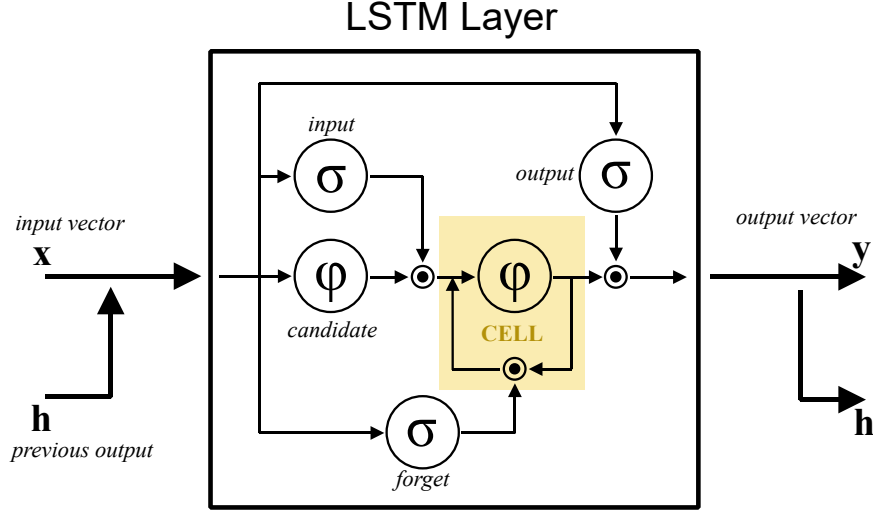 LSTM Layer
input
σ
output
σ
input vector
x
output vector
y
φ
candidate
φ
CELL
h
previous output
σ
forget
h